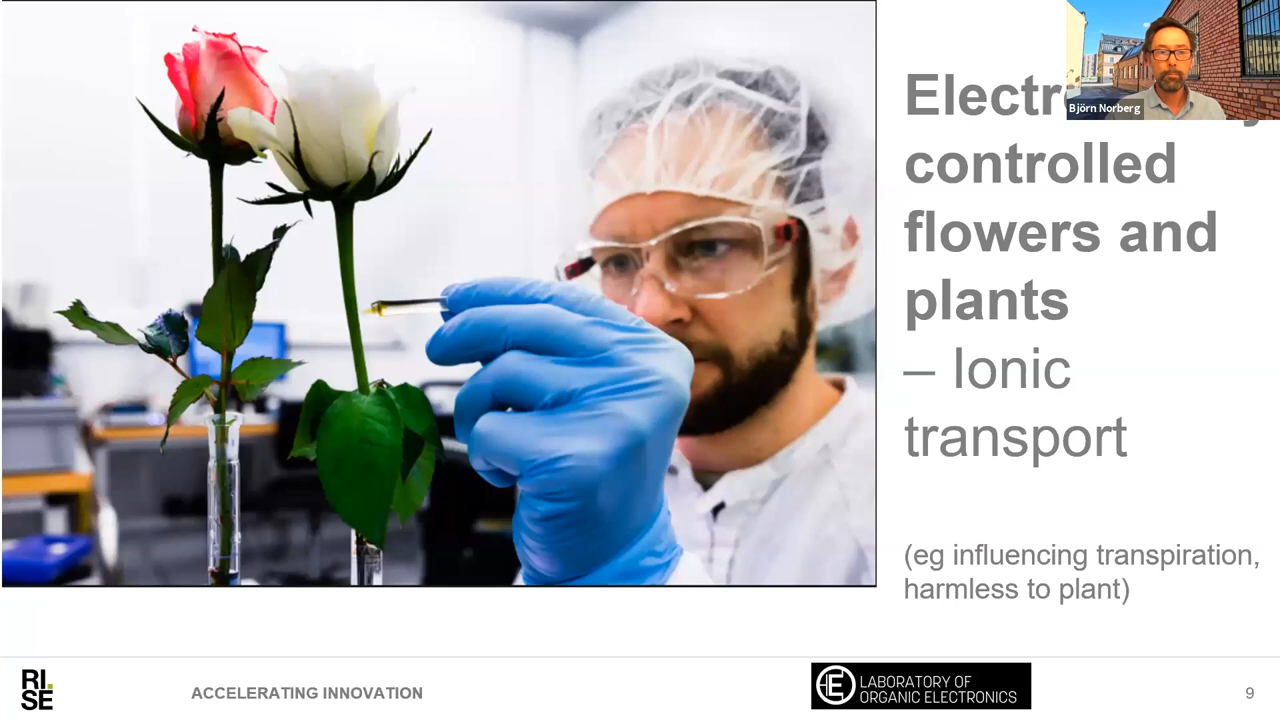 Björn Norberg
controlled
flowers and
plants
– Ionic
transport
(eg influencing transpiration,
harmless to plant)
RI.
SE
ACCELERATING INNOVATION
LABORATORY OF
ORGANIC ELECTRONICS
9